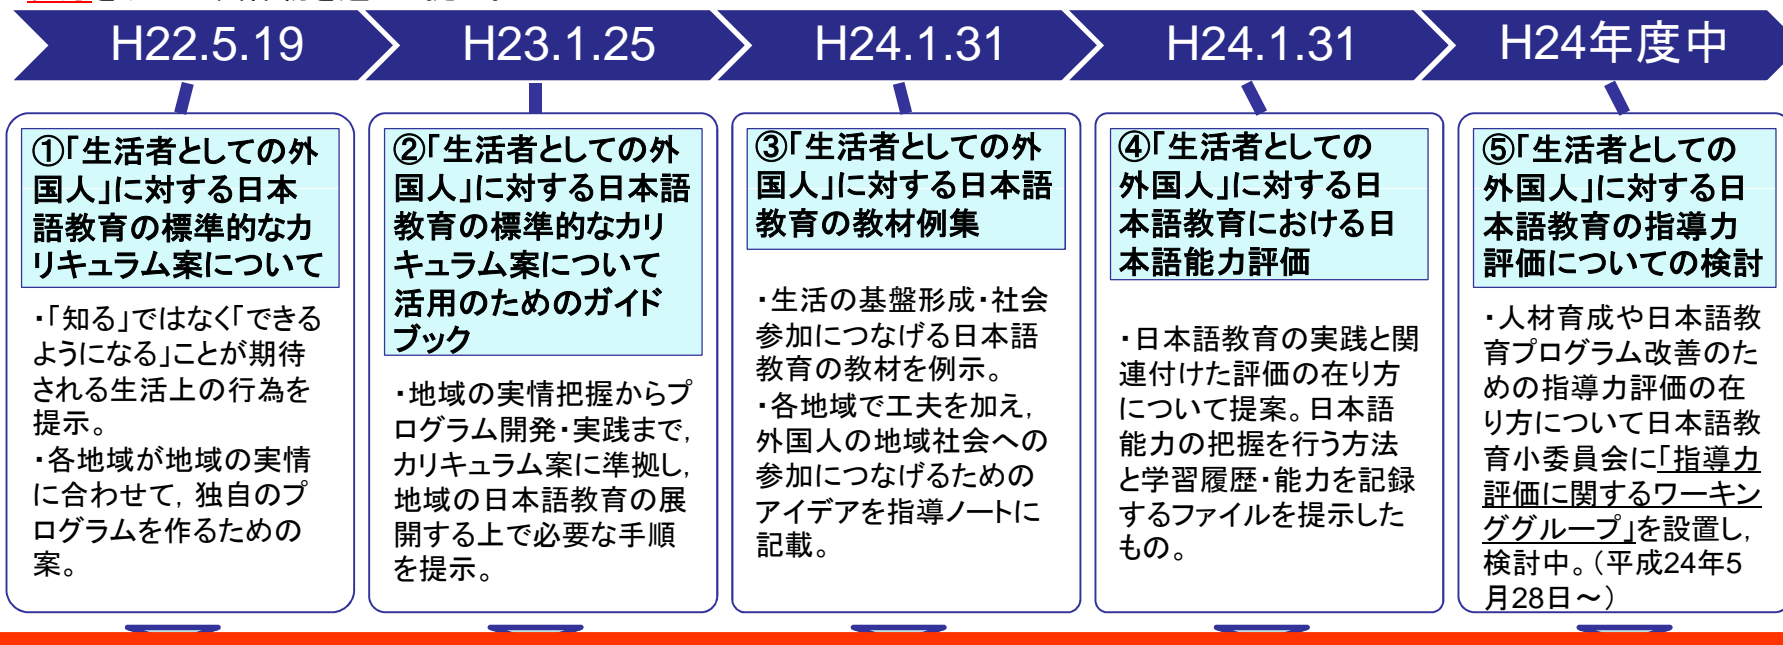 H22.5.19
H23.1.25
H24.1.31
H24.1.31
H24年度中
①「生活者としての外
国人」に対する日本
語教育の標準的なカ
リキュラム案について
・「知る」ではなく「できる
ようになる」ことが期待
される生活上の行為を
提示。
・各地域が地域の実情
に合わせて，独自のプ
ログラムを作るための
案。
②「生活者としての外
国人」に対する日本語
教育の標準的なカリ
キュラム案について
活用のためのガイド
ブック
・地域の実情把握からプ
ログラム開発・実践まで，
カリキュラム案に準拠し，
地域の日本語教育の展
開する上で必要な手順
を提示。
③「生活者としての外
国人」に対する日本語
教育の教材例集
・生活の基盤形成・社会
参加につなげる日本語
教育の教材を例示。
・各地域で工夫を加え，
外国人の地域社会への
参加につなげるための
アイデアを指導ノートに
記載。
④「生活者としての
外国人」に対する日
本語教育における日
本語能力評価
・日本語教育の実践と関
連付けた評価の在り方
について提案。日本語
能力の把握を行う方法
と学習履歴・能力を記録
するファイルを提示した
もの。
⑤「生活者としての
外国人」に対する日
本語教育の指導力
評価についての検討
・人材育成や日本語教
育プログラム改善のた
めの指導力評価の在
り方について日本語教
育小委員会に「指導力
評価に関するワーキン
ググループ」を設置し，
検討中。（平成24年5
月28日～）